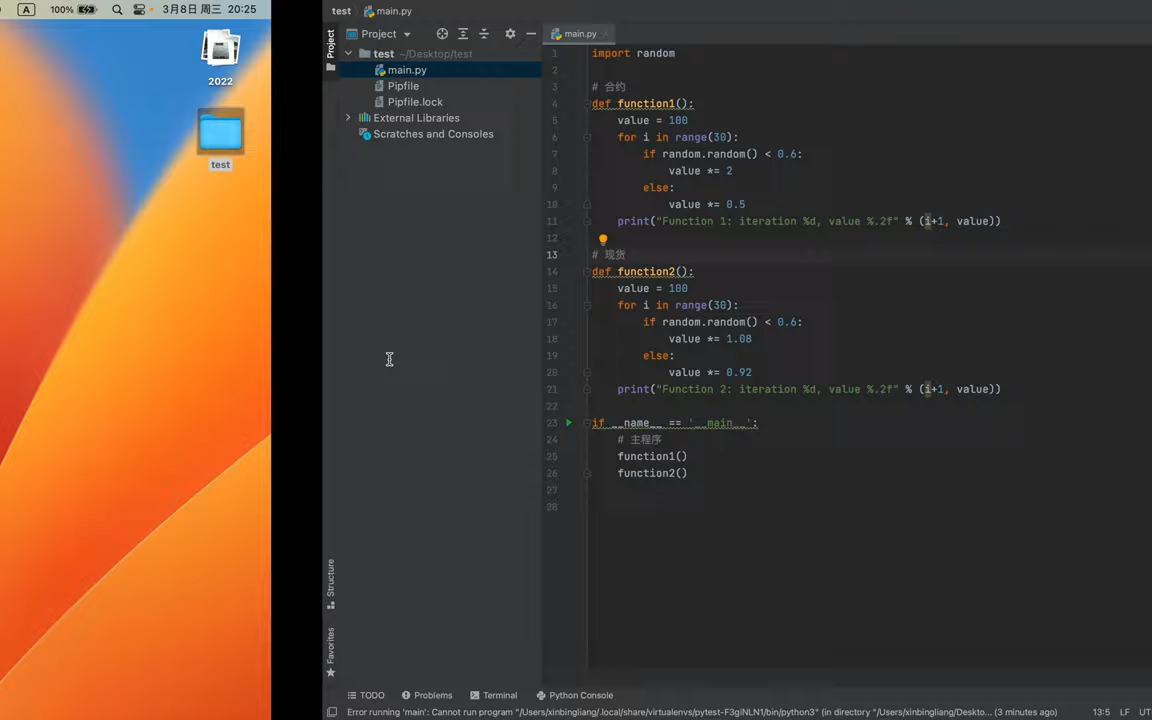 A 100% 3月8日 周三 20:25
2022
test
test main.py
Project
Project
test ~/Desktop/test
main.py
Pipfile
Pipfile.lock
External Libraries
Scratches and Consoles
Structure
Favorites
main.py
1 import random
2
3 # 合约
4 def function1():
5 value = 100
6 for i in range(30):
7 if random.random() < 0.6:
8 value *= 2
9 else:
10 value *= 0.5
11 print("Function 1: iteration %d, value %.2f" % (i+1, value))
12
13 # 现货
14 def function2():
15 value = 100
16 for i in range(30):
17 if random.random() < 0.6:
18 value *= 1.08
19 else:
20 value *= 0.92
21 print("Function 2: iteration %d, value %.2f" % (i+1, value))
22
23 if __name__ == '__main__':
24 # 主程序
25 function1()
26 function2()
27
28
TODO Problems Terminal Python Console
Error running 'main': Cannot run program "/Users/xinbingliang/.local/share/virtualenvs/pytest-F3giNLN1/bin/python3" (in directory "/Users/xinbingliang/Deskto... (3 minutes ago) 13:5 LF UT